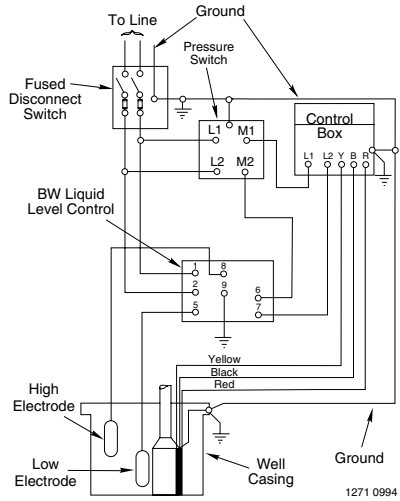 To Line
Ground
Pressure
Switch
Fused
Disconnect
Switch
L1 M1
L2 M2
Control
Box
L1 L2 Y B R
BW Liquid
Level Control
1 8
2 9 6
5 7
Yellow
Black
Red
High
Electrode
Low
Electrode
Well
Casing
Ground
1271 0994